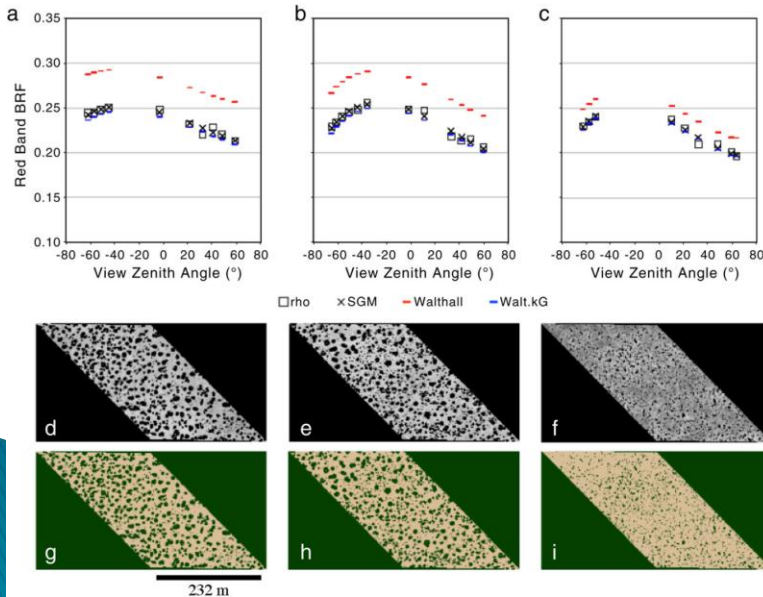 a b c
0.35
0.30
0.25
0.20
0.15
0.10
Red Band BRF
-80 -60 -40 -20 0 20 40 60 80
View Zenith Angle (°)
-80 -60 -40 -20 0 20 40 60 80
View Zenith Angle (°)
-80 -60 -40 -20 0 20 40 60 80
View Zenith Angle (°)
rho SGM Walthall Walt.kG
d e f
g h i
232 m